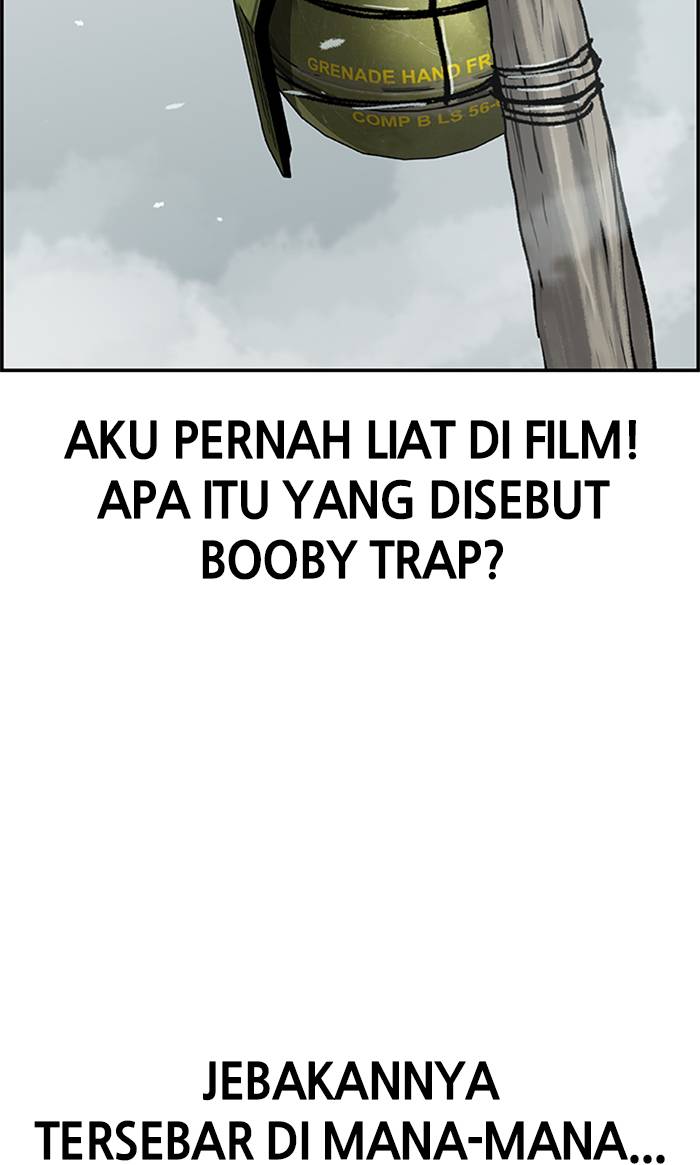 GRENADE HAND FR
COMP B LS 56-
AKU PERNAH LIAT DI FILM!
APA ITU YANG DISEBUT
BOOBY TRAP?
JEBAKANNYA
TERSEBAR DI MANA-MANA...